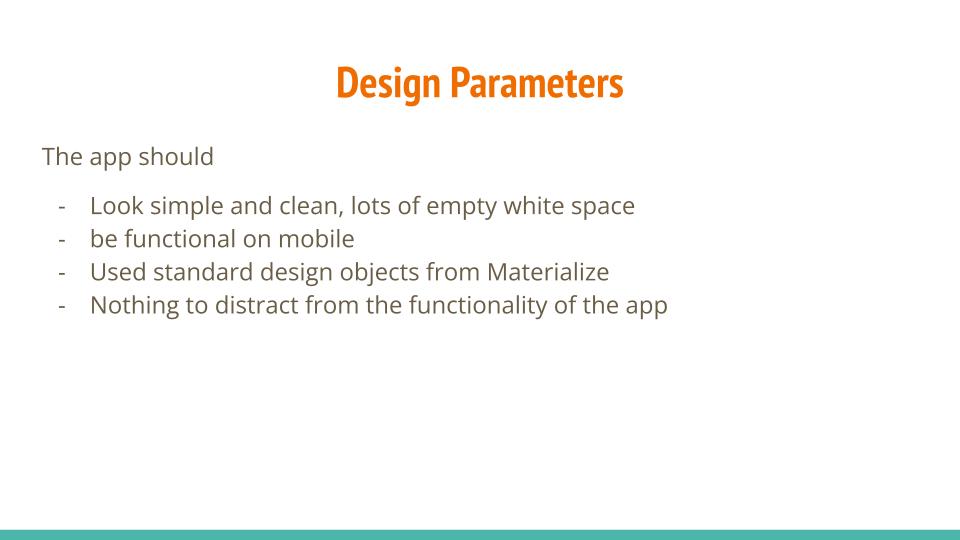 Design Parameters
The app should
- Look simple and clean, lots of empty white space
- be functional on mobile
- Used standard design objects from Materialize
- Nothing to distract from the functionality of the app